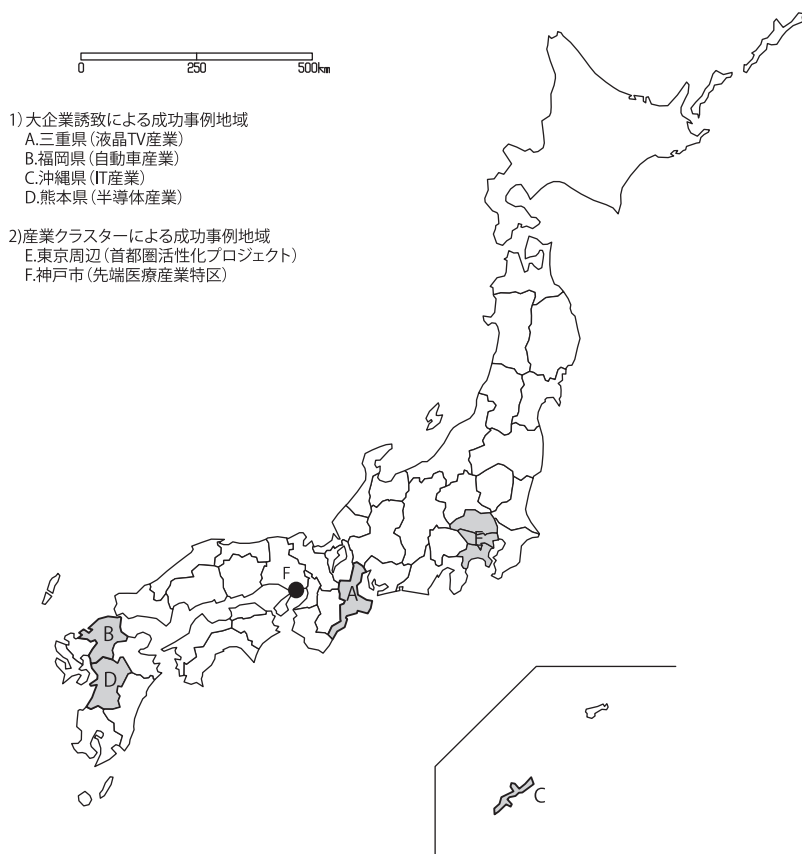 0 250 500km
1)大企業誘致による成功事例地域
A.三重県(液晶TV産業)
B.福岡県(自動車産業)
C.沖縄県(IT産業)
D.熊本県(半導体産業)
2)産業クラスターによる成功事例地域
E.東京周辺(首都圏活性化プロジェクト)
F.神戸市(先端医療産業特区)
E
F
A
B
D
C